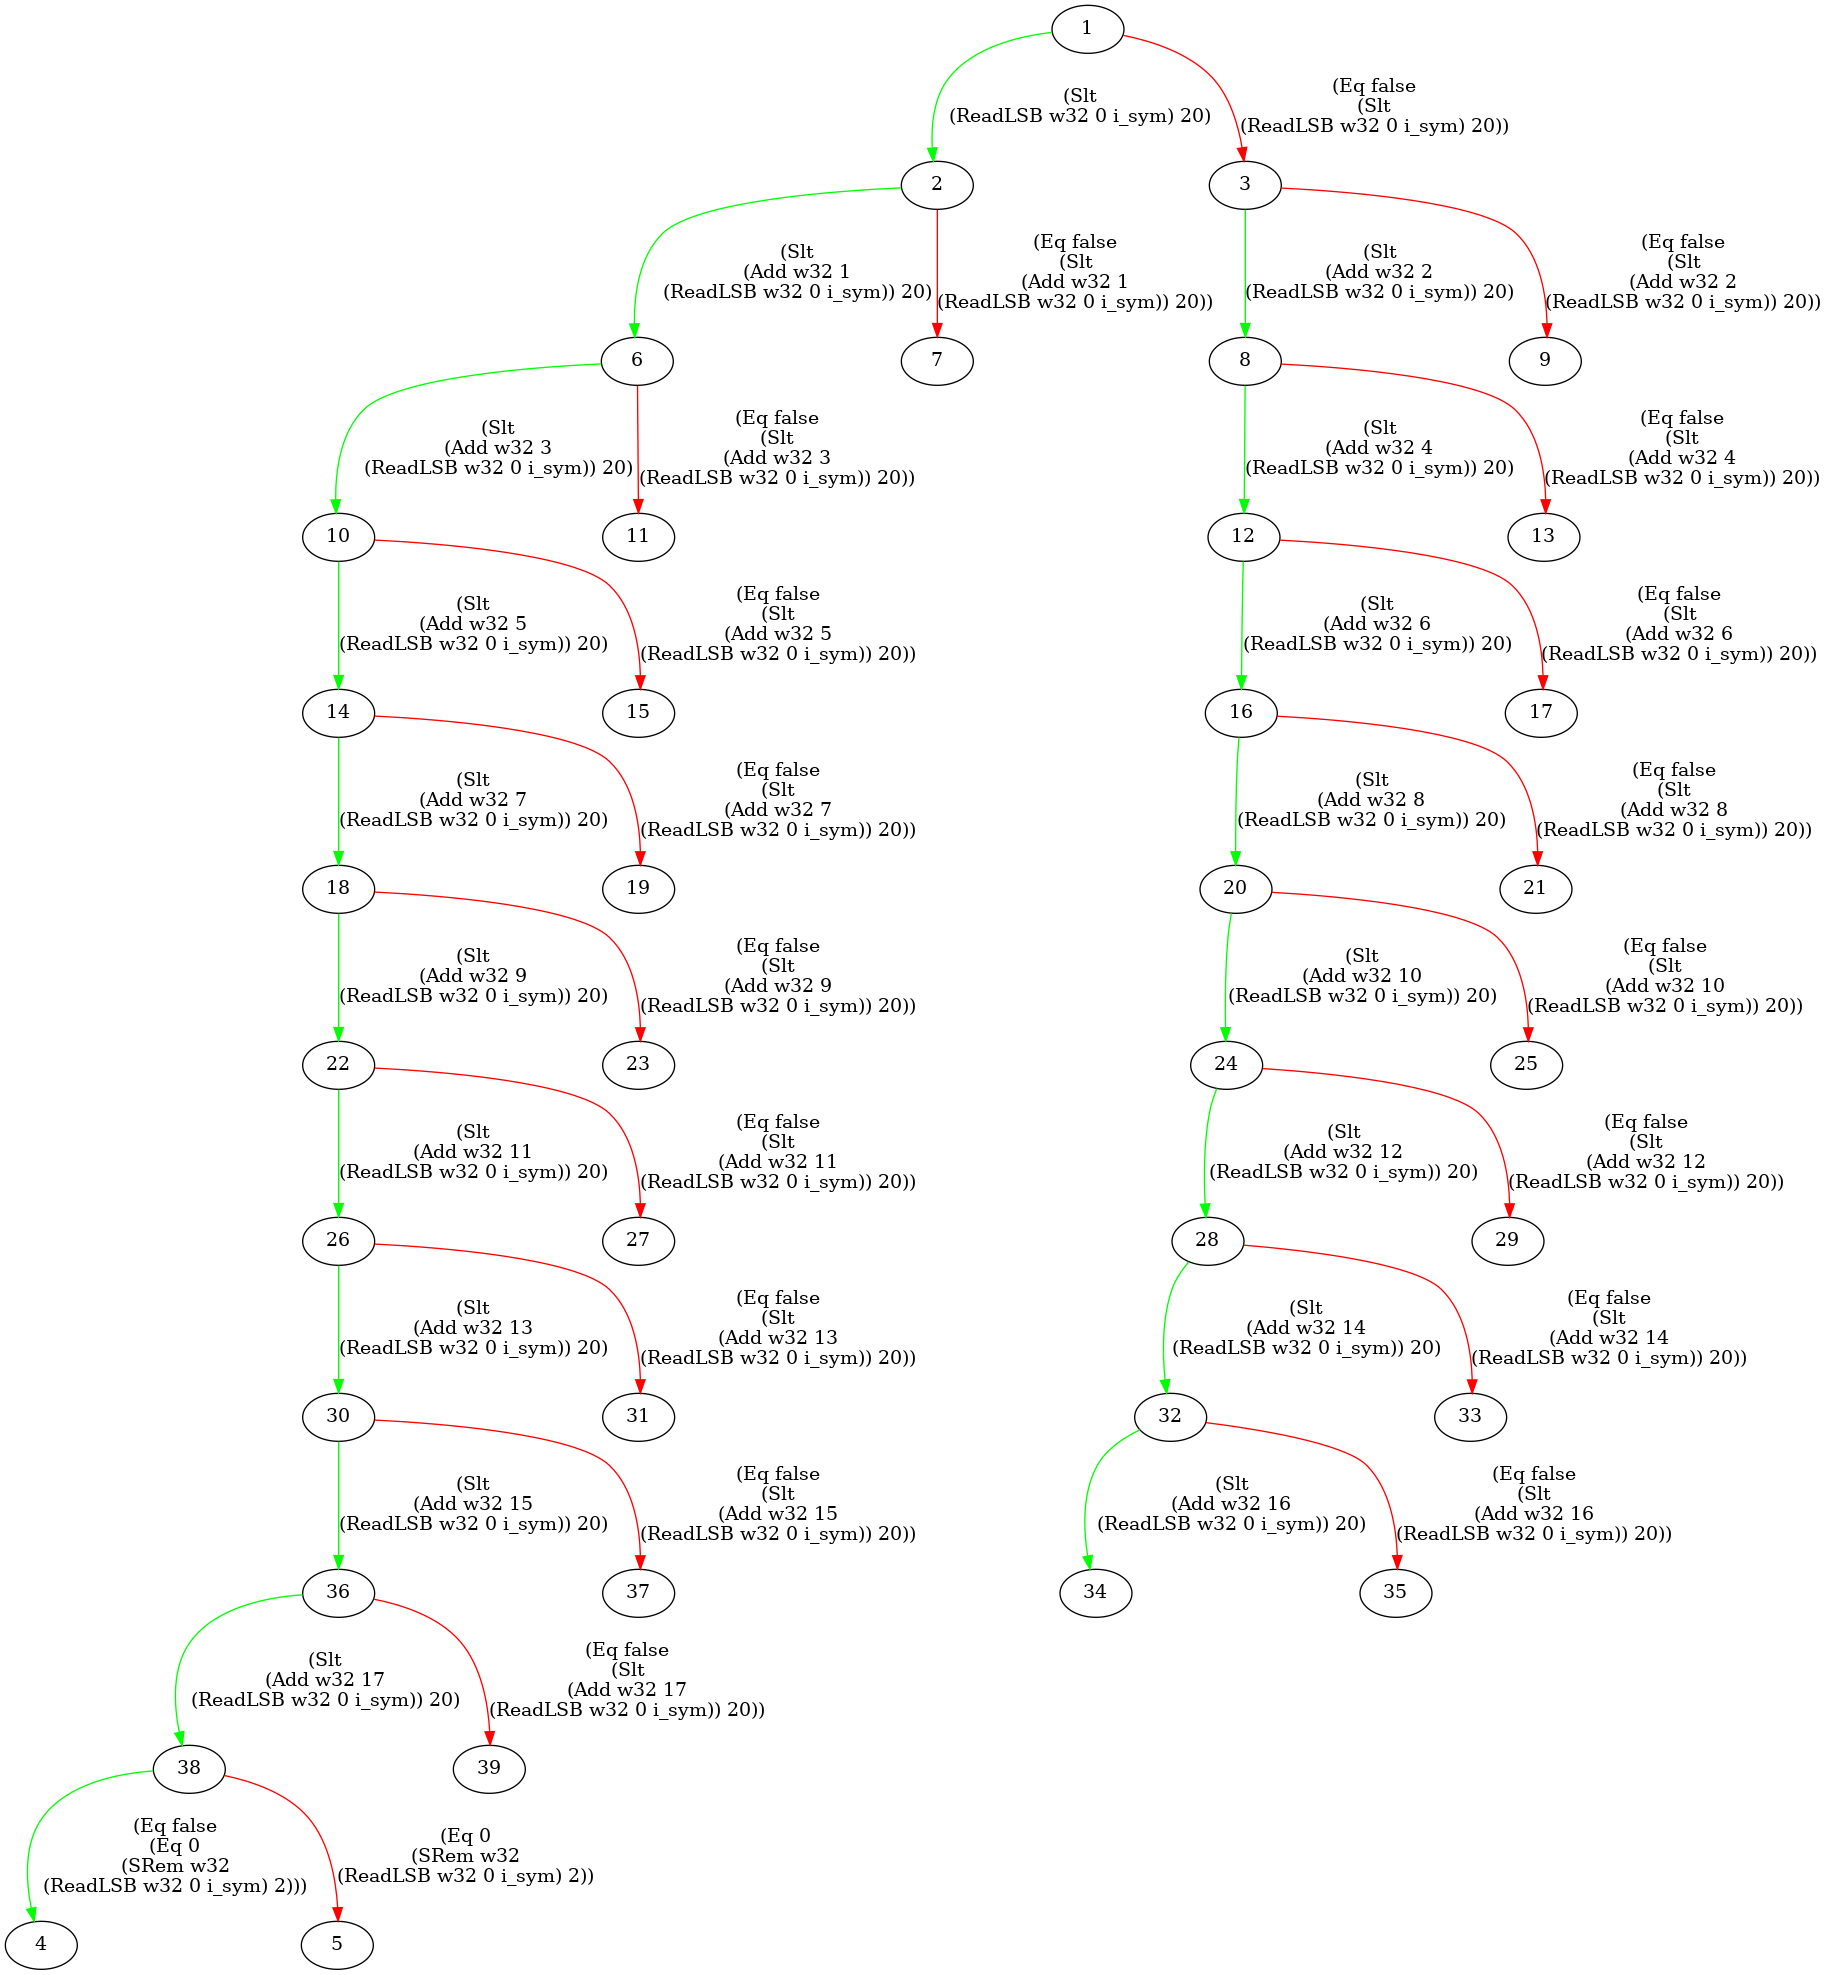 1
(Slt
(ReadLSB w32 0 i_sym) 20)
(Eq false
(Slt
(ReadLSB w32 0 i_sym) 20))
2
3
(Slt
(Add w32 1
(ReadLSB w32 0 i_sym)) 20)
(Eq false
(Slt
(Add w32 1
(ReadLSB w32 0 i_sym)) 20))
(Slt
(Add w32 2
(ReadLSB w32 0 i_sym)) 20)
(Eq false
(Slt
(Add w32 2
(ReadLSB w32 0 i_sym)) 20))
6
7
8
9
(Slt
(Add w32 3
(ReadLSB w32 0 i_sym)) 20)
(Eq false
(Slt
(Add w32 3
(ReadLSB w32 0 i_sym)) 20))
(Slt
(Add w32 4
(ReadLSB w32 0 i_sym)) 20)
(Eq false
(Slt
(Add w32 4
(ReadLSB w32 0 i_sym)) 20))
10
11
12
13
(Slt
(Add w32 5
(ReadLSB w32 0 i_sym)) 20)
(Eq false
(Slt
(Add w32 5
(ReadLSB w32 0 i_sym)) 20))
(Slt
(Add w32 6
(ReadLSB w32 0 i_sym)) 20)
(Eq false
(Slt
(Add w32 6
(ReadLSB w32 0 i_sym)) 20))
14
15
16
17
(Slt
(Add w32 7
(ReadLSB w32 0 i_sym)) 20)
(Eq false
(Slt
(Add w32 7
(ReadLSB w32 0 i_sym)) 20))
(Slt
(Add w32 8
(ReadLSB w32 0 i_sym)) 20)
(Eq false
(Slt
(Add w32 8
(ReadLSB w32 0 i_sym)) 20))
18
19
20
21
(Slt
(Add w32 9
(ReadLSB w32 0 i_sym)) 20)
(Eq false
(Slt
(Add w32 9
(ReadLSB w32 0 i_sym)) 20))
(Slt
(Add w32 10
(ReadLSB w32 0 i_sym)) 20)
(Eq false
(Slt
(Add w32 10
(ReadLSB w32 0 i_sym)) 20))
22
23
24
25
(Slt
(Add w32 11
(ReadLSB w32 0 i_sym)) 20)
(Eq false
(Slt
(Add w32 11
(ReadLSB w32 0 i_sym)) 20))
(Slt
(Add w32 12
(ReadLSB w32 0 i_sym)) 20)
(Eq false
(Slt
(Add w32 12
(ReadLSB w32 0 i_sym)) 20))
26
27
28
29
(Slt
(Add w32 13
(ReadLSB w32 0 i_sym)) 20)
(Eq false
(Slt
(Add w32 13
(ReadLSB w32 0 i_sym)) 20))
(Slt
(Add w32 14
(ReadLSB w32 0 i_sym)) 20)
(Eq false
(Slt
(Add w32 14
(ReadLSB w32 0 i_sym)) 20))
30
31
32
33
(Slt
(Add w32 15
(ReadLSB w32 0 i_sym)) 20)
(Eq false
(Slt
(Add w32 15
(ReadLSB w32 0 i_sym)) 20))
(Slt
(Add w32 16
(ReadLSB w32 0 i_sym)) 20)
(Eq false
(Slt
(Add w32 16
(ReadLSB w32 0 i_sym)) 20))
36
37
34
35
(Slt
(Add w32 17
(ReadLSB w32 0 i_sym)) 20)
(Eq false
(Slt
(Add w32 17
(ReadLSB w32 0 i_sym)) 20))
38
39
(Eq false
(Eq 0
(SRem w32
(ReadLSB w32 0 i_sym) 2)))
(Eq 0
(SRem w32
(ReadLSB w32 0 i_sym) 2))
4
5